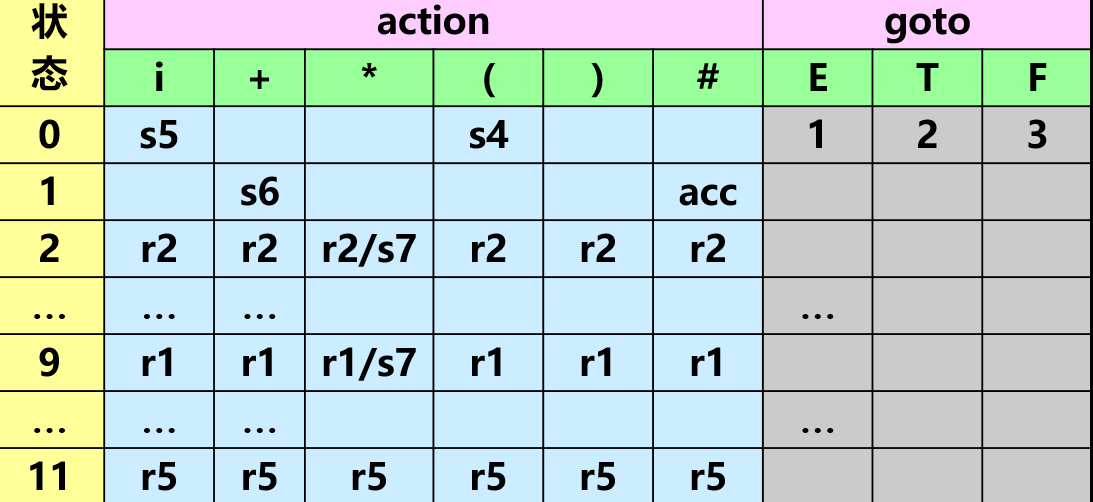 状态 action goto
i + * ( ) # E T F
0 s5 s4 1 2 3
1 s6 acc
2 r2 r2 r2/s7 r2 r2 r2
... ... ... ...
9 r1 r1 r1/s7 r1 r1 r1
... ... ... ...
11 r5 r5 r5 r5 r5 r5